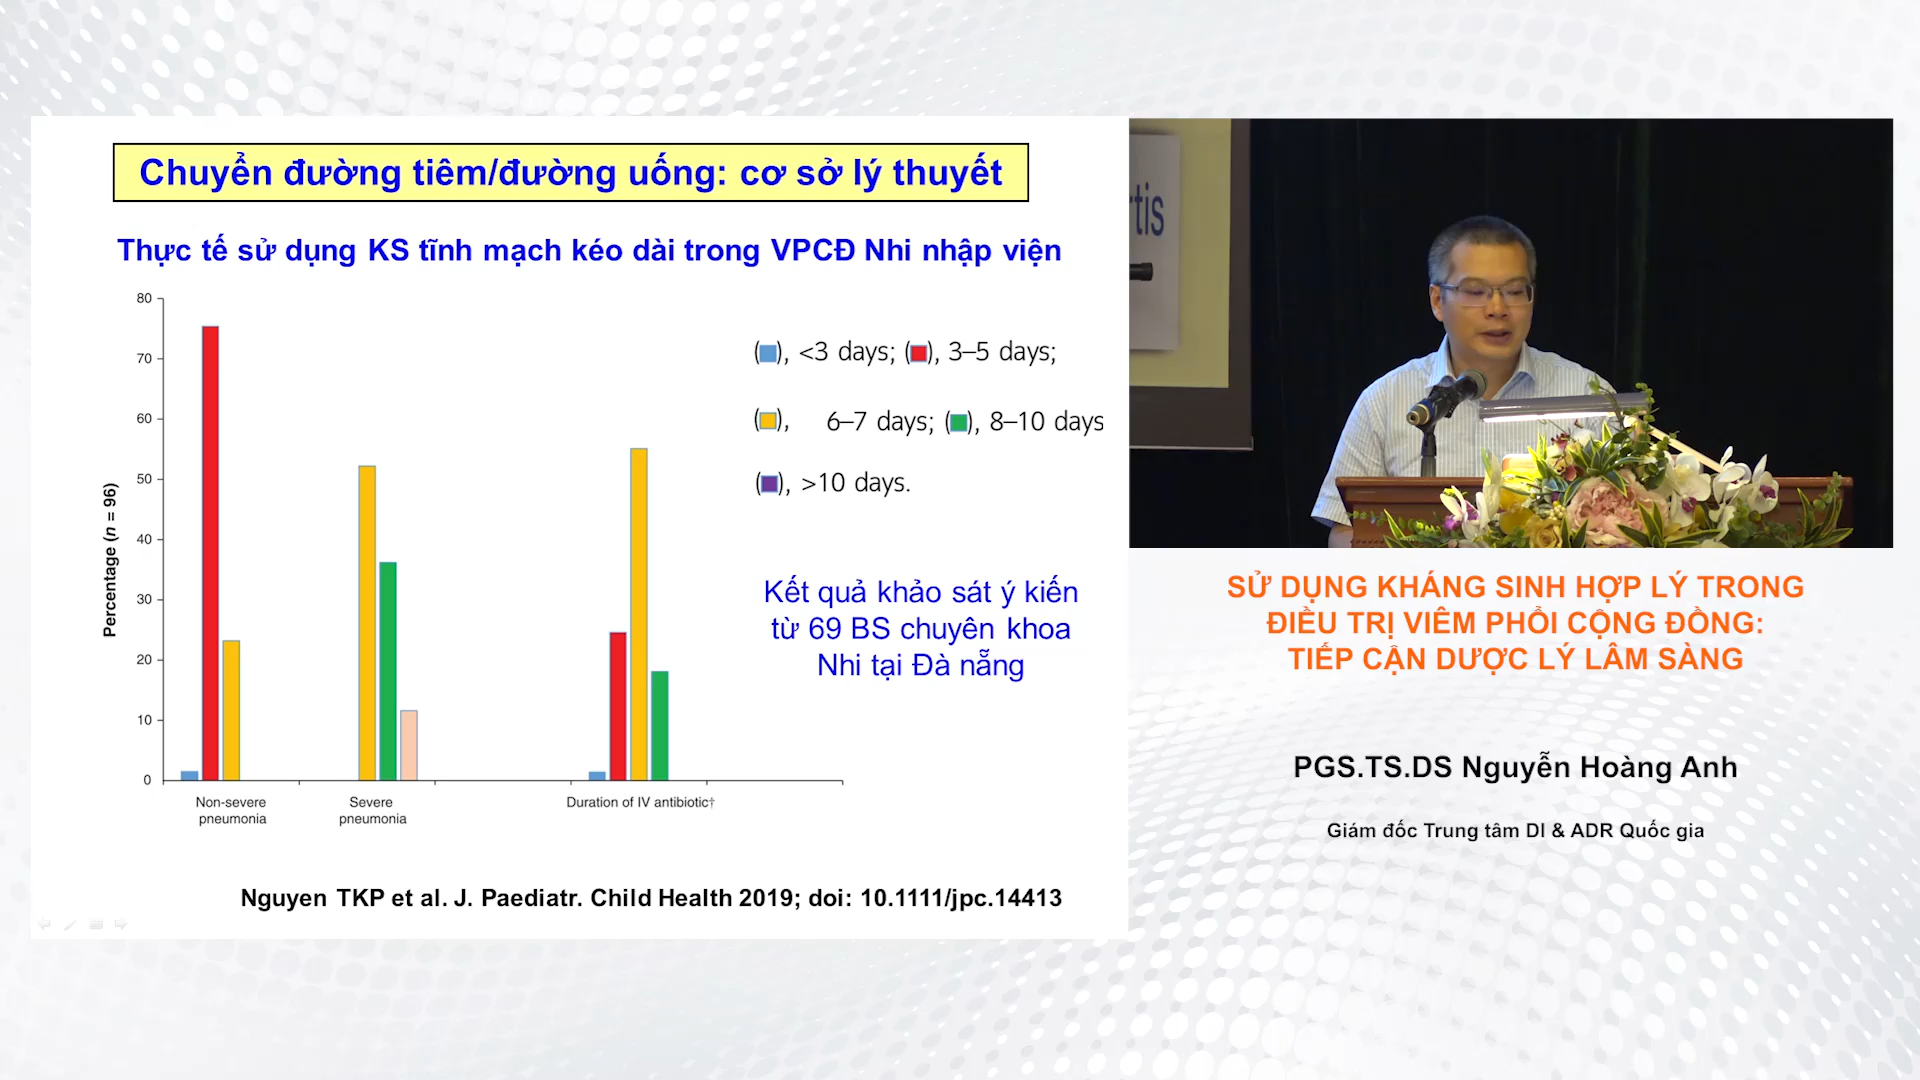 Chuyển đường tiêm/đường uống: cơ sở lý thuyết
Thực tế sử dụng KS tĩnh mạch kéo dài trong VPCĐ Nhi nhập viện
80
70
60
50
40
30
20
10
0
Percentage (n = 96)
Non-severe
pneumonia
Severe
pneumonia
Duration of IV antibiotic†
( ), <3 days; ( ), 3–5 days;
( ), 6–7 days; ( ), 8–10 days
( ), >10 days.
Kết quả khảo sát ý kiến
từ 69 BS chuyên khoa
Nhi tại Đà nẵng
Nguyen TKP et al. J. Paediatr. Child Health 2019; doi: 10.1111/jpc.14413
tis
SỬ DỤNG KHÁNG SINH HỢP LÝ TRONG
ĐIỀU TRỊ VIÊM PHỔI CỘNG ĐỒNG:
TIẾP CẬN DƯỢC LÝ LÂM SÀNG
PGS.TS.DS Nguyễn Hoàng Anh
Giám đốc Trung tâm DI & ADR Quốc gia